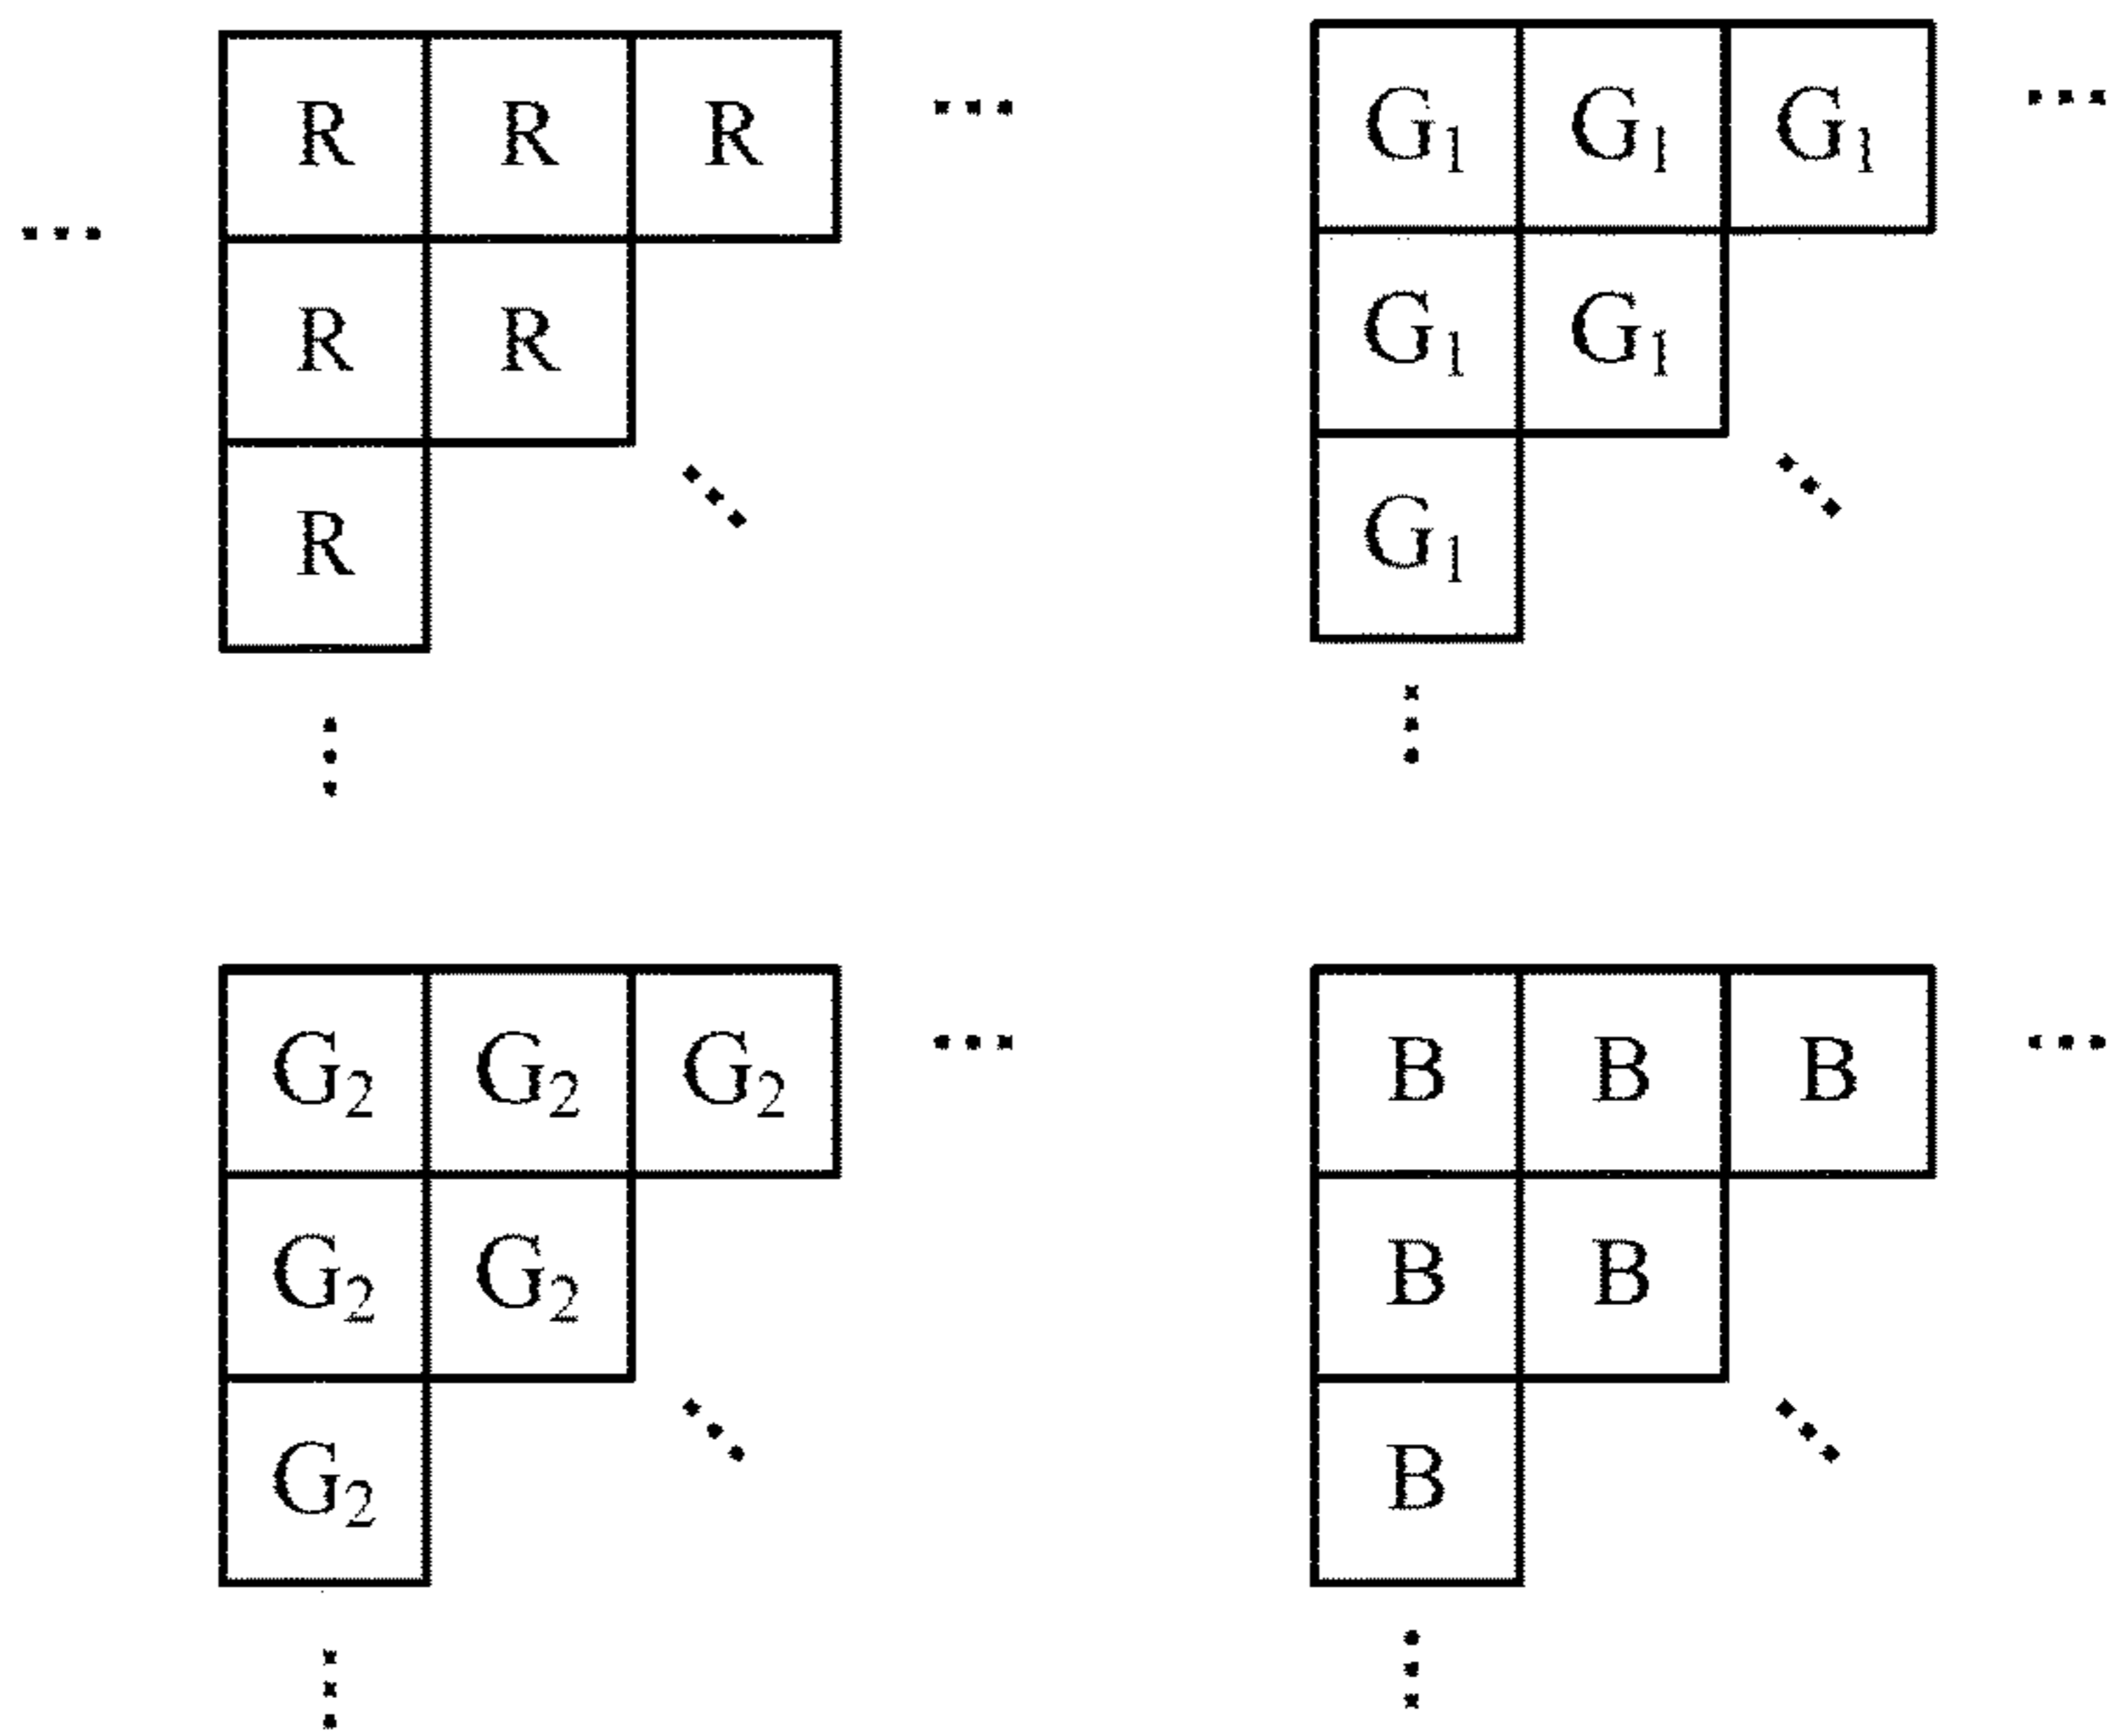 R R R ... G₁ G₁ G₁ ...
...
R R G₁ G₁
R G₁
G₂ G₂ G₂ ... B B B ...
G₂ G₂ B B
G₂ B